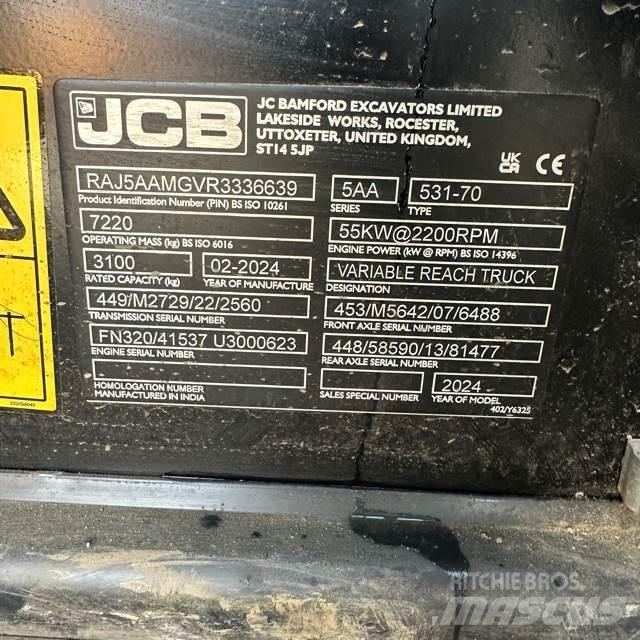 JCB
JC BAMFORD EXCAVATORS LIMITED
LAKESIDE WORKS, ROCESTER,
UTTOXETER, UNITED KINGDOM,
ST14 5JP
UK CA CE
RAJ5AAMGVR3336639
Product Identification Number (PIN) BS ISO 10261
5AA
SERIES
531-70
TYPE
7220
OPERATING MASS (kg) BS ISO 6016
55KW@2200RPM
ENGINE POWER (kW @ RPM) BS ISO 14396
3100
RATED CAPACITY (kg)
02-2024
YEAR OF MANUFACTURE
VARIABLE REACH TRUCK
DESIGNATION
449/M2729/22/2560
TRANSMISSION SERIAL NUMBER
453/M5642/07/6488
FRONT AXLE SERIAL NUMBER
FN320/41537 U3000623
ENGINE SERIAL NUMBER
448/58590/13/81477
REAR AXLE SERIAL NUMBER
HOMOLOGATION NUMBER
MANUFACTURED IN INDIA
SALES SPECIAL NUMBER
2024
YEAR OF MODEL
402/Y6325
332/G4045
RITCHIE BROS.
MASCUS